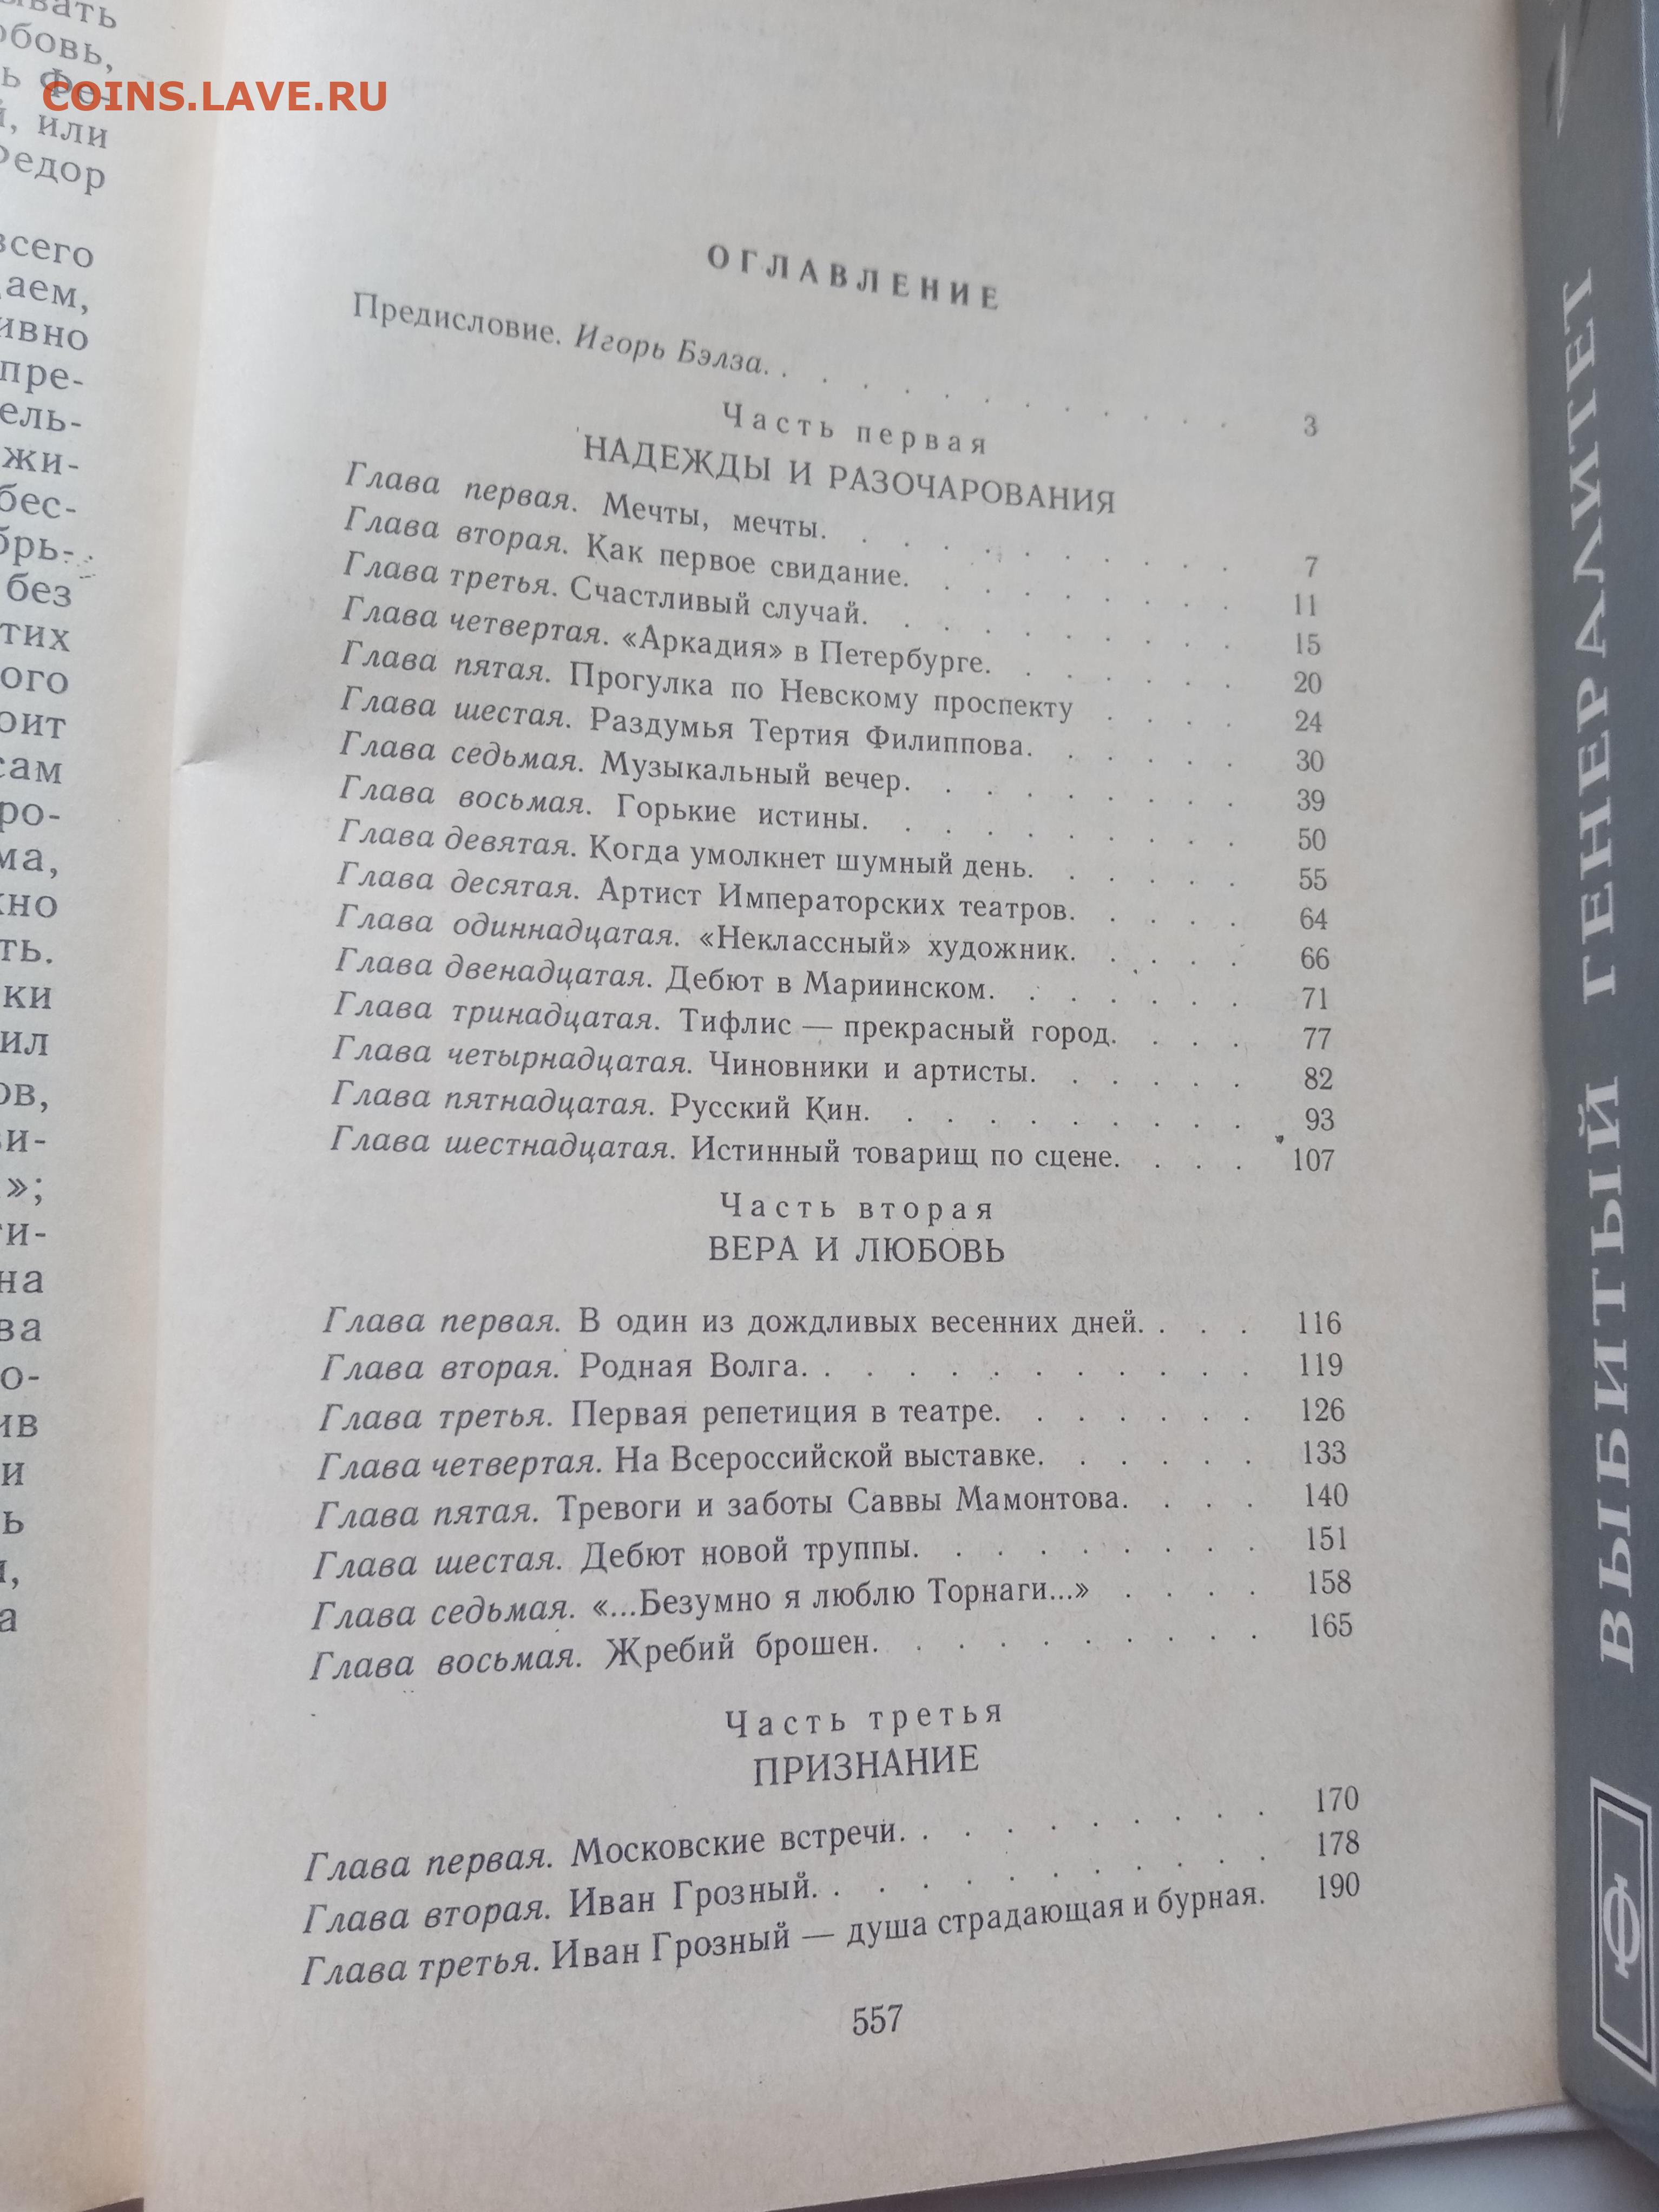 COINS.LAVE.RU
или
Федор
всего
без
сам
ОГЛАВЛЕНИЕ
Предисловие. Игорь Бэлза. . . . . . . . . . . . . 3
Часть первая
НАДЕЖДЫ И РАЗОЧАРОВАНИЯ
Глава первая. Мечты, мечты. . . . . . . . . . . 7
Глава вторая. Как первое свидание. . . . . . . . . 11
Глава третья. Счастливый случай. . . . . . . . . . 15
Глава четвертая. «Аркадия» в Петербурге. . . . . . . 20
Глава пятая. Прогулка по Невскому проспекту . . . . 24
Глава шестая. Раздумья Тертия Филиппова. . . . . . 30
Глава седьмая. Музыкальный вечер. . . . . . . . . 39
Глава восьмая. Горькие истины. . . . . . . . . . 50
Глава девятая. Когда умолкнет шумный день. . . . . . 55
Глава десятая. Артист Императорских театров. . . . . 64
Глава одиннадцатая. «Неклассный» художник. . . . . 66
Глава двенадцатая. Дебют в Мариинском. . . . . . . 71
Глава тринадцатая. Тифлис — прекрасный город. . . . 77
Глава четырнадцатая. Чиновники и артисты. . . . . . 82
Глава пятнадцатая. Русский Кин. . . . . . . . . . 93
Глава шестнадцатая. Истинный товарищ по сцене. . . . 107
Часть вторая
ВЕРА И ЛЮБОВЬ
Глава первая. В один из дождливых весенних дней. . . . 116
Глава вторая. Родная Волга. . . . . . . . . . . . 119
Глава третья. Первая репетиция в театре. . . . . . . 126
Глава четвертая. На Всероссийской выставке. . . . . . 133
Глава пятая. Тревоги и заботы Саввы Мамонтова. . . . 140
Глава шестая. Дебют новой труппы. . . . . . . . . 151
Глава седьмая. «...Безумно я люблю Торнаги...» . . . . 158
Глава восьмая. Жребий брошен. . . . . . . . . . 165
Часть третья
ПРИЗНАНИЕ
Глава первая. Московские встречи. . . . . . . . . . 170
Глава вторая. Иван Грозный. . . . . . . . . . . . 178
Глава третья. Иван Грозный — душа страдающая и бурная. 190
557
ВЫБИТЫЙ ГЕНЕРАЛИТЕТ